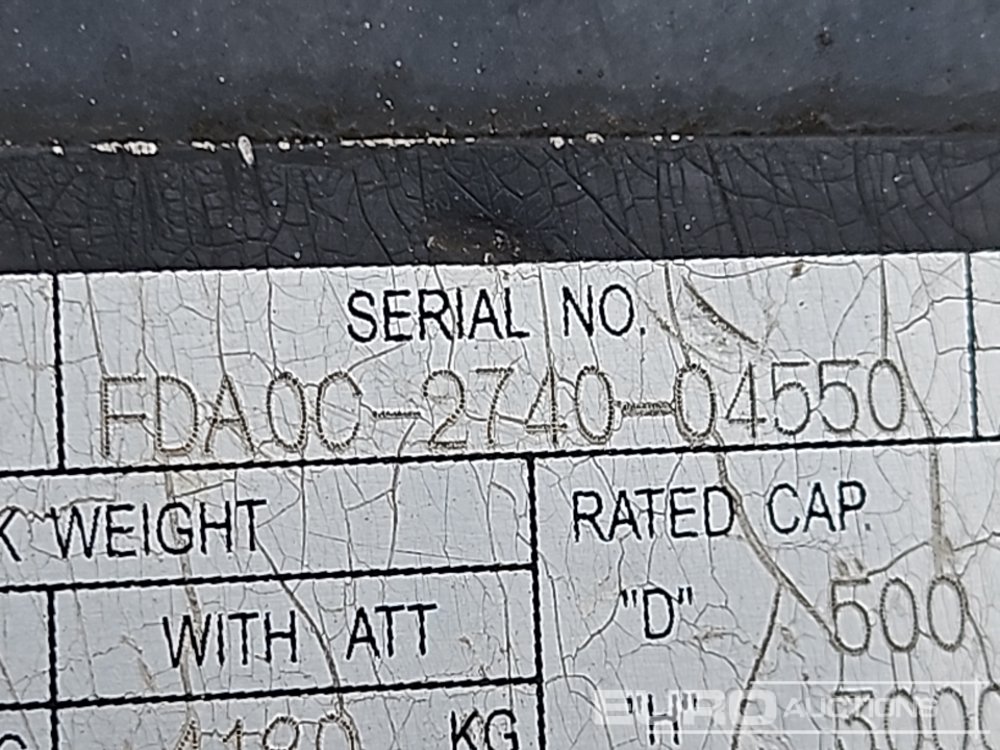 SERIAL NO.
FDA0C-2740-04550
WEIGHT
RATED CAP.
WITH ATT
"D" 500
KG
"H"
EURO AUCTIONS